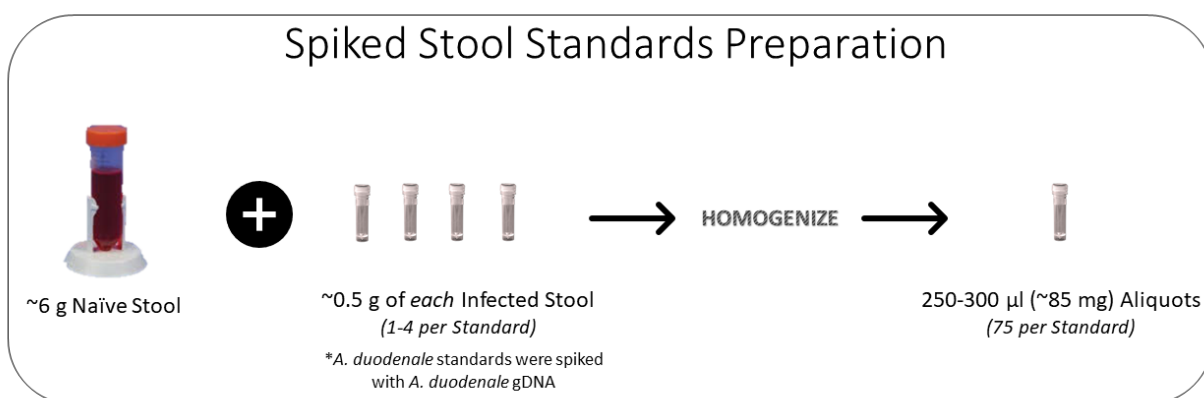 Spiked Stool Standards Preparation
+
HOMOGENIZE
~6 g Naïve Stool
~0.5 g of each Infected Stool
(1-4 per Standard)
*A. duodenale standards were spiked
with A. duodenale gDNA
250-300 µl (~85 mg) Aliquots
(75 per Standard)